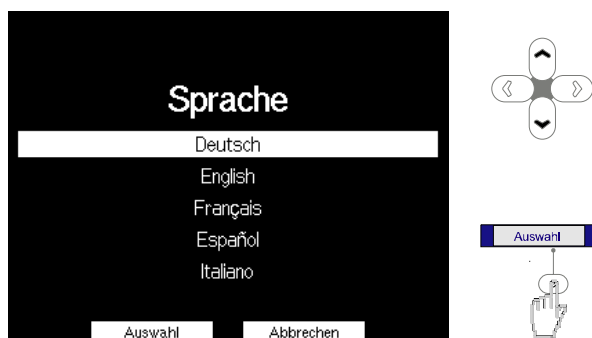 Sprache
Deutsch
English
Français
Español
Italiano
Auswahl Abbrechen
Auswahl